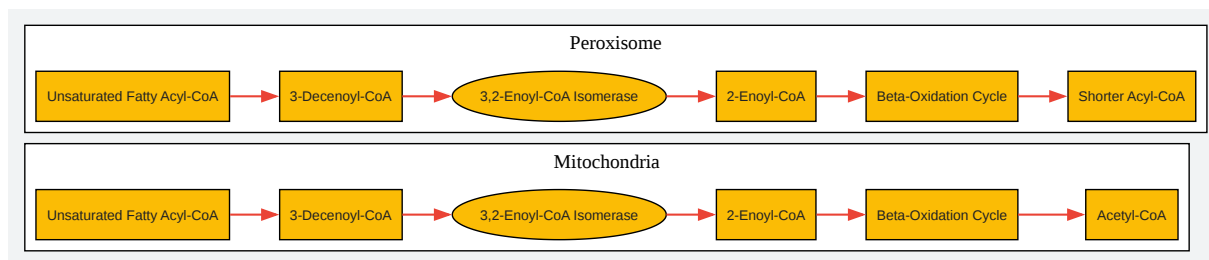 Peroxisome
Unsaturated Fatty Acyl-CoA
3-Decenoyl-CoA
3,2-Enoyl-CoA Isomerase
2-Enoyl-CoA
Beta-Oxidation Cycle
Shorter Acyl-CoA
Mitochondria
Unsaturated Fatty Acyl-CoA
3-Decenoyl-CoA
3,2-Enoyl-CoA Isomerase
2-Enoyl-CoA
Beta-Oxidation Cycle
Acetyl-CoA